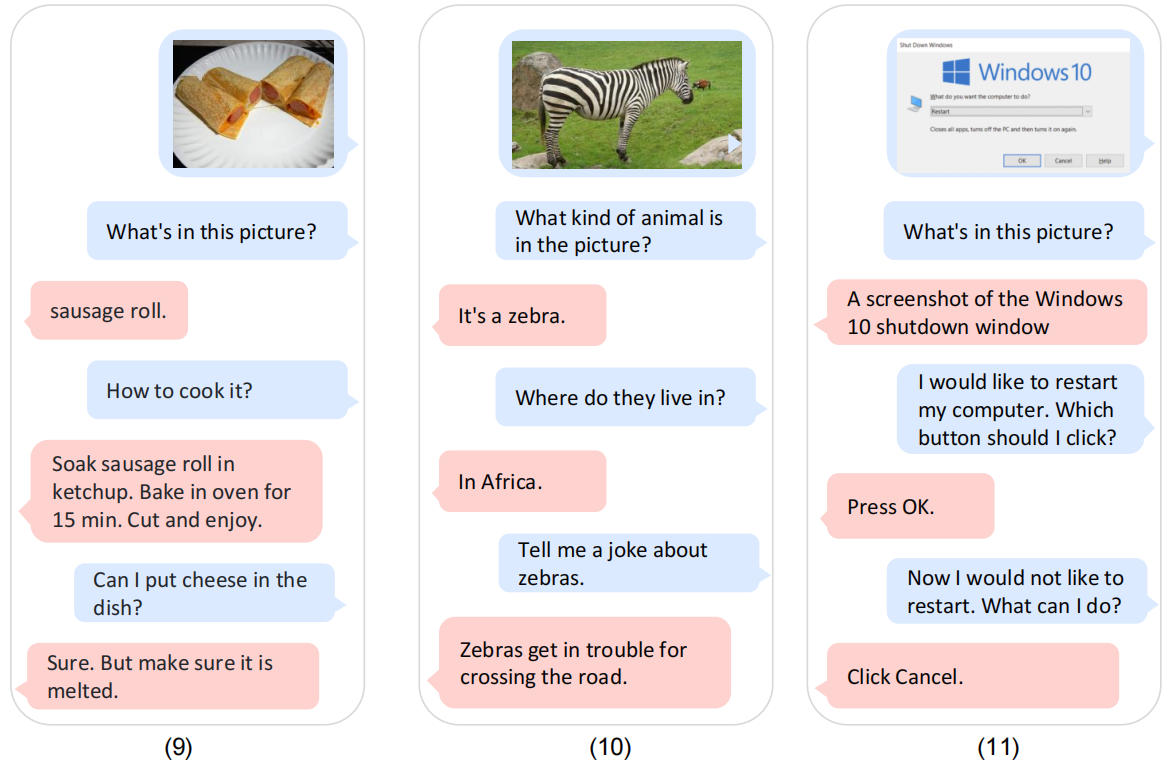 What's in this picture?
sausage roll.
How to cook it?
Soak sausage roll in
ketchup. Bake in oven for
15 min. Cut and enjoy.
Can I put cheese in the
dish?
Sure. But make sure it is
melted.
(9)
What kind of animal is
in the picture?
It's a zebra.
Where do they live in?
In Africa.
Tell me a joke about
zebras.
Zebras get in trouble for
crossing the road.
(10)
Shut Down Windows
Windows 10
What do you want the computer to do?
Restart
Closes all apps, turns off the PC and then turns it on again.
OK Cancel Help
What's in this picture?
A screenshot of the Windows
10 shutdown window
I would like to restart
my computer. Which
button should I click?
Press OK.
Now I would not like to
restart. What can I do?
Click Cancel.
(11)